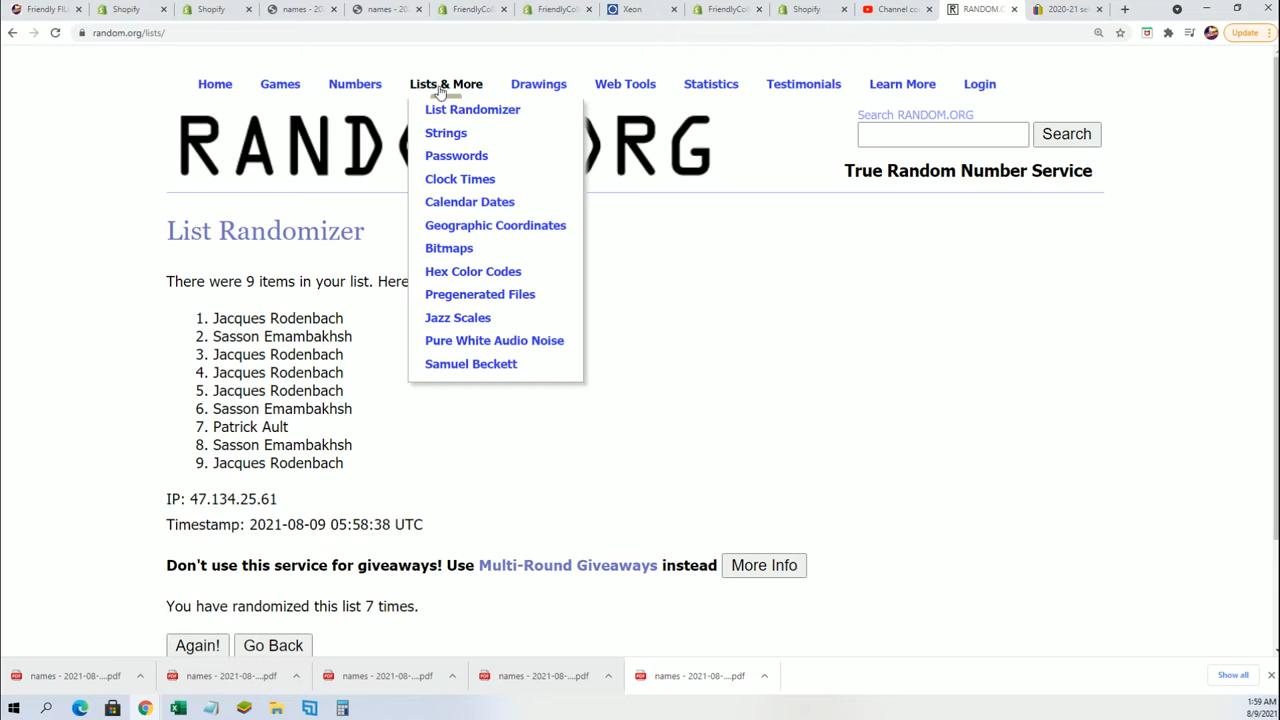 Friendly FIL
Shopify
Shopify
names - 202
names - 202
FriendlyCol
FriendlyCol
Xeon
FriendlyCol
Shopify
Channel co
RANDOM.O
2020-21 se
random.org/lists/
Update
Home
Games
Numbers
Lists & More
Drawings
Web Tools
Statistics
Testimonials
Learn More
Login
List Randomizer
Strings
Passwords
Clock Times
Calendar Dates
Geographic Coordinates
Bitmaps
Hex Color Codes
Pregenerated Files
Jazz Scales
Pure White Audio Noise
Samuel Beckett
RANDOM.ORG
Search RANDOM.ORG
Search
True Random Number Service
List Randomizer
There were 9 items in your list. Here
1. Jacques Rodenbach
2. Sasson Emambakhsh
3. Jacques Rodenbach
4. Jacques Rodenbach
5. Jacques Rodenbach
6. Sasson Emambakhsh
7. Patrick Ault
8. Sasson Emambakhsh
9. Jacques Rodenbach
IP: 47.134.25.61
Timestamp: 2021-08-09 05:58:38 UTC
Don't use this service for giveaways! Use Multi-Round Giveaways instead More Info
You have randomized this list 7 times.
Again! Go Back
names - 2021-08-....pdf
names - 2021-08-....pdf
names - 2021-08-....pdf
names - 2021-08-....pdf
names - 2021-08-....pdf
Show all
1:59 AM
8/9/2021